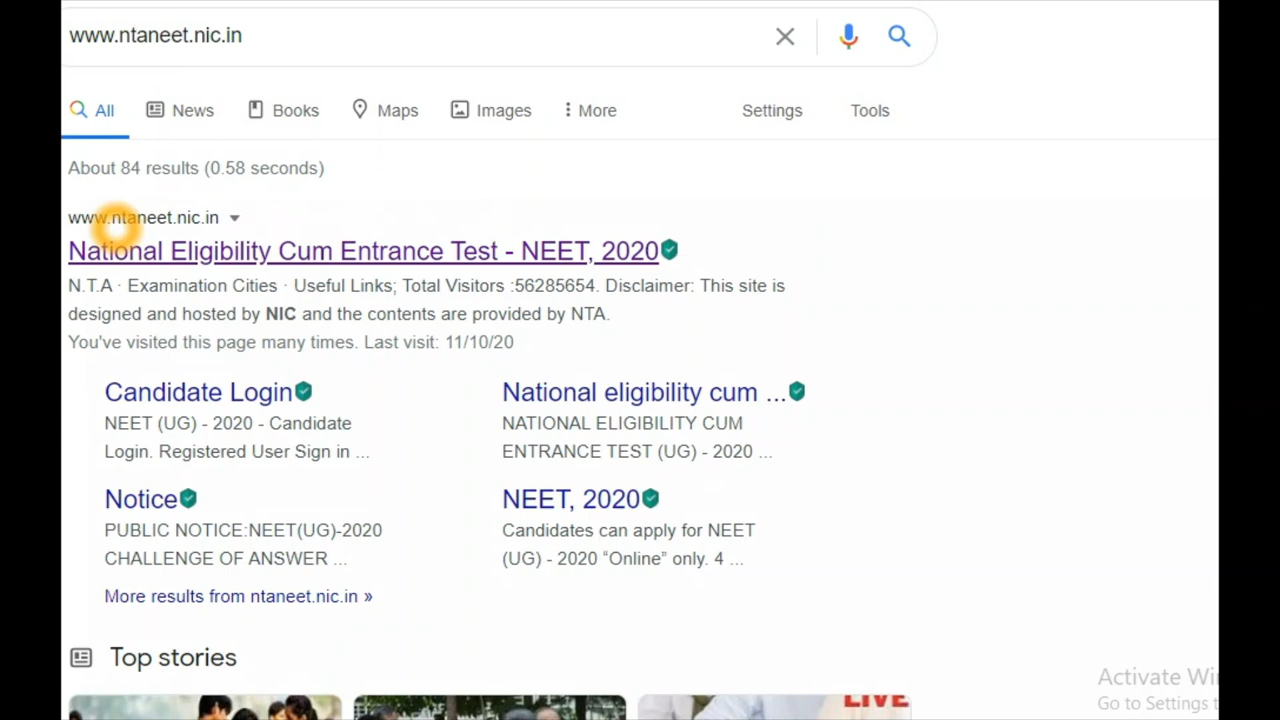 www.ntaneet.nic.in
All News Books Maps Images More Settings Tools
About 84 results (0.58 seconds)
www.ntaneet.nic.in
National Eligibility Cum Entrance Test - NEET, 2020
N.T.A · Examination Cities · Useful Links; Total Visitors :56285654. Disclaimer: This site is
designed and hosted by NIC and the contents are provided by NTA.
You've visited this page many times. Last visit: 11/10/20
Candidate Login
NEET (UG) - 2020 - Candidate
Login. Registered User Sign in ...
National eligibility cum ...
NATIONAL ELIGIBILITY CUM
ENTRANCE TEST (UG) - 2020 ...
Notice
PUBLIC NOTICE:NEET(UG)-2020
CHALLENGE OF ANSWER ...
NEET, 2020
Candidates can apply for NEET
(UG) - 2020 “Online” only. 4 ...
More results from ntaneet.nic.in »
Top stories
LIVE
Activate Wi
Go to Settings t